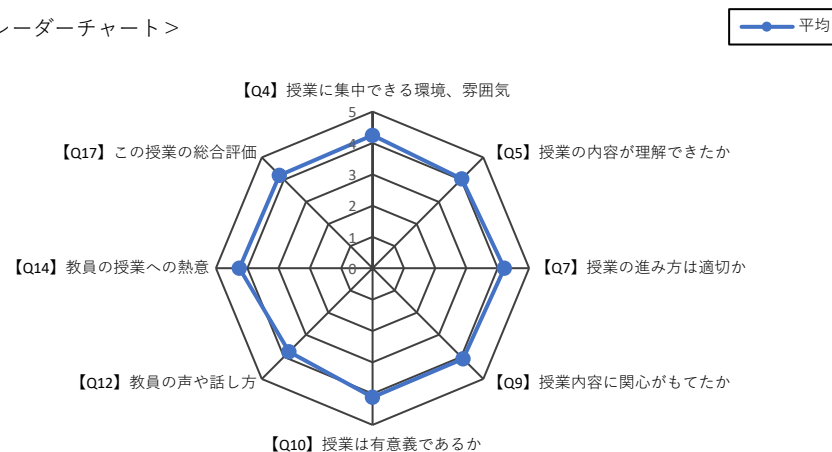 レーダーチャート＞
平均
【Q4】授業に集中できる環境、雰囲気
【Q17】この授業の総合評価
【Q5】授業の内容が理解できたか
【Q14】教員の授業への熱意
【Q7】授業の進み方は適切か
【Q12】教員の声や話し方
【Q9】授業内容に関心がもてたか
【Q10】授業は有意義であるか
5
4
3
2
1
0